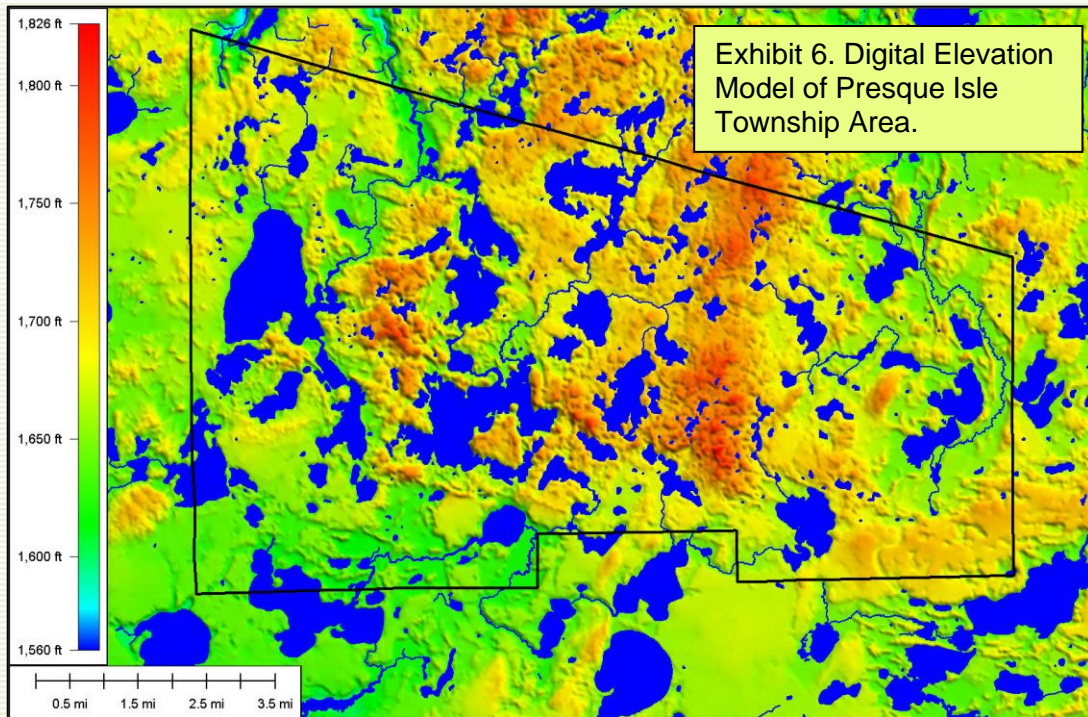 Exhibit 6. Digital Elevation
Model of Presque Isle
Township Area.
1,826 ft
1,800 ft
1,750 ft
1,700 ft
1,650 ft
1,600 ft
1,560 ft
0.5 mi 1.5 mi 2.5 mi 3.5 mi